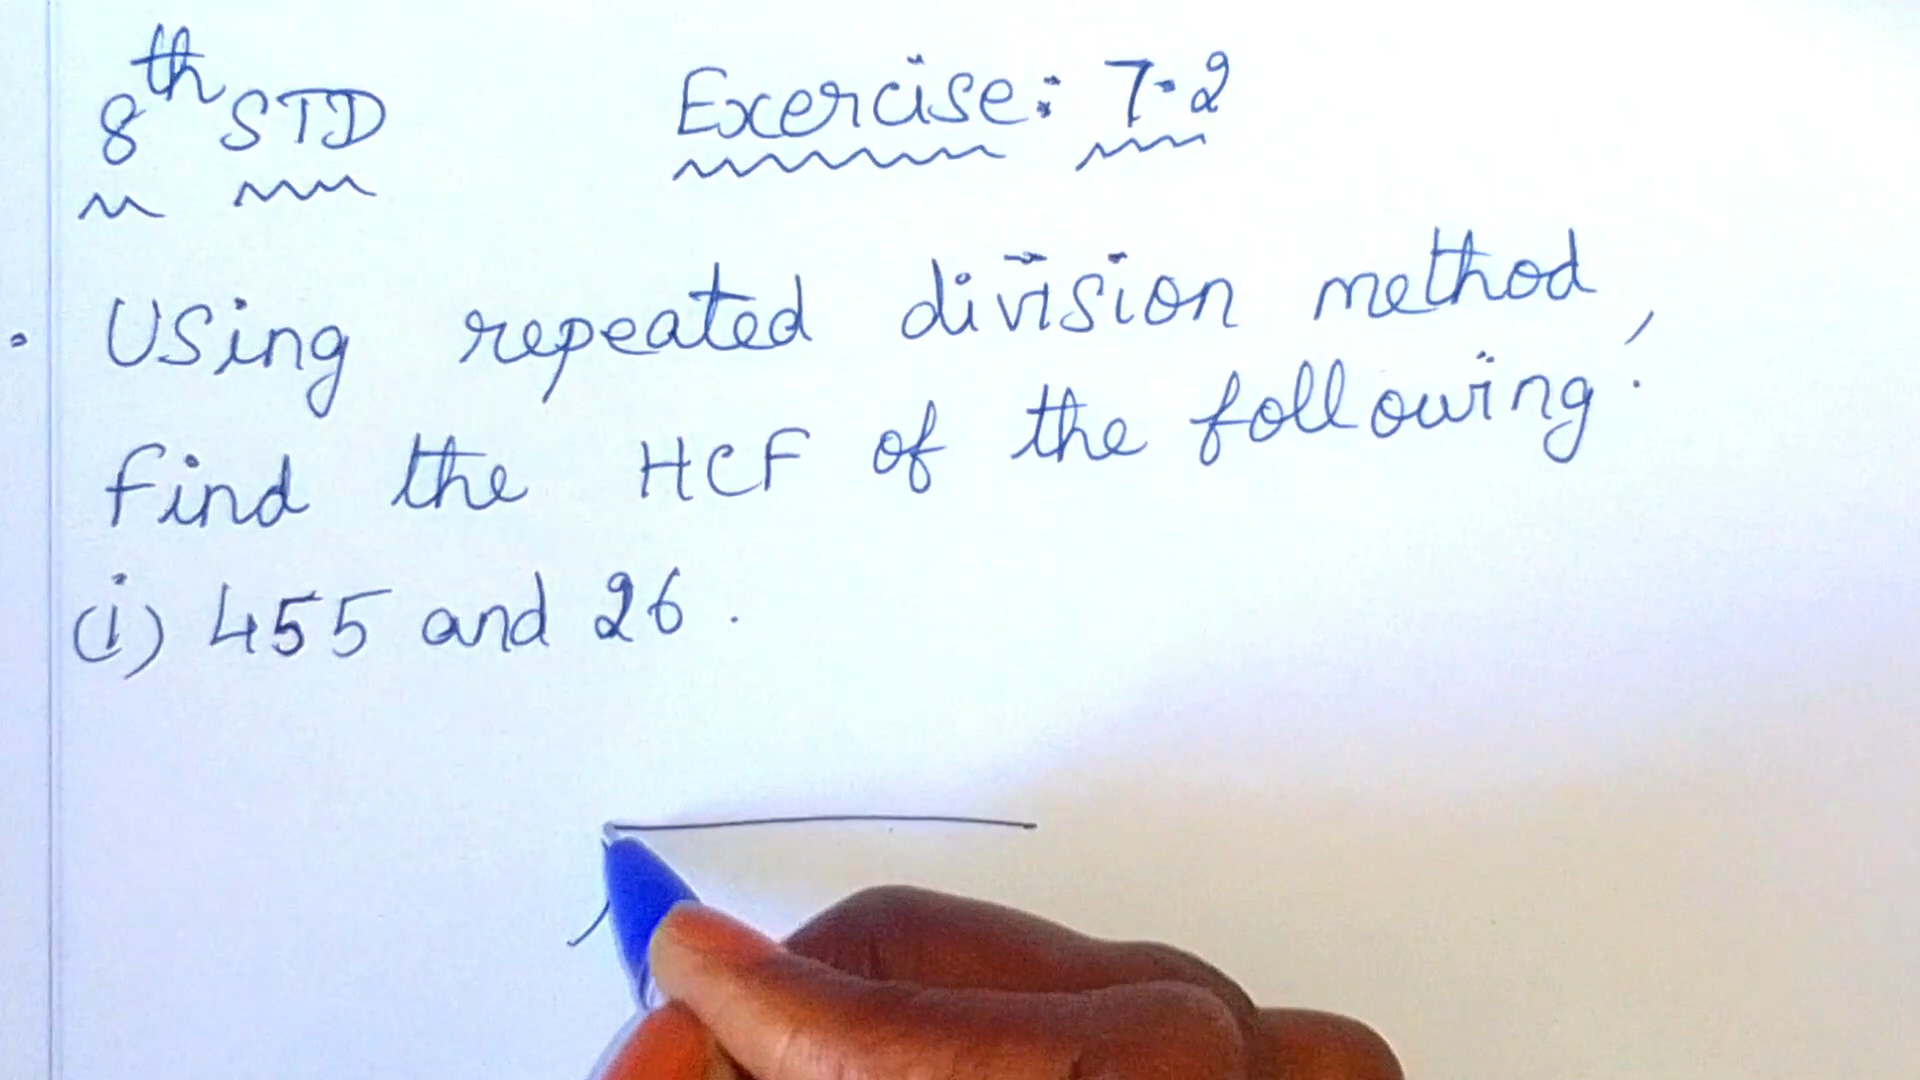 8th STD Exercise: 7.2
. Using repeated division method,
find the HCF of the following.
(i) 455 and 26.